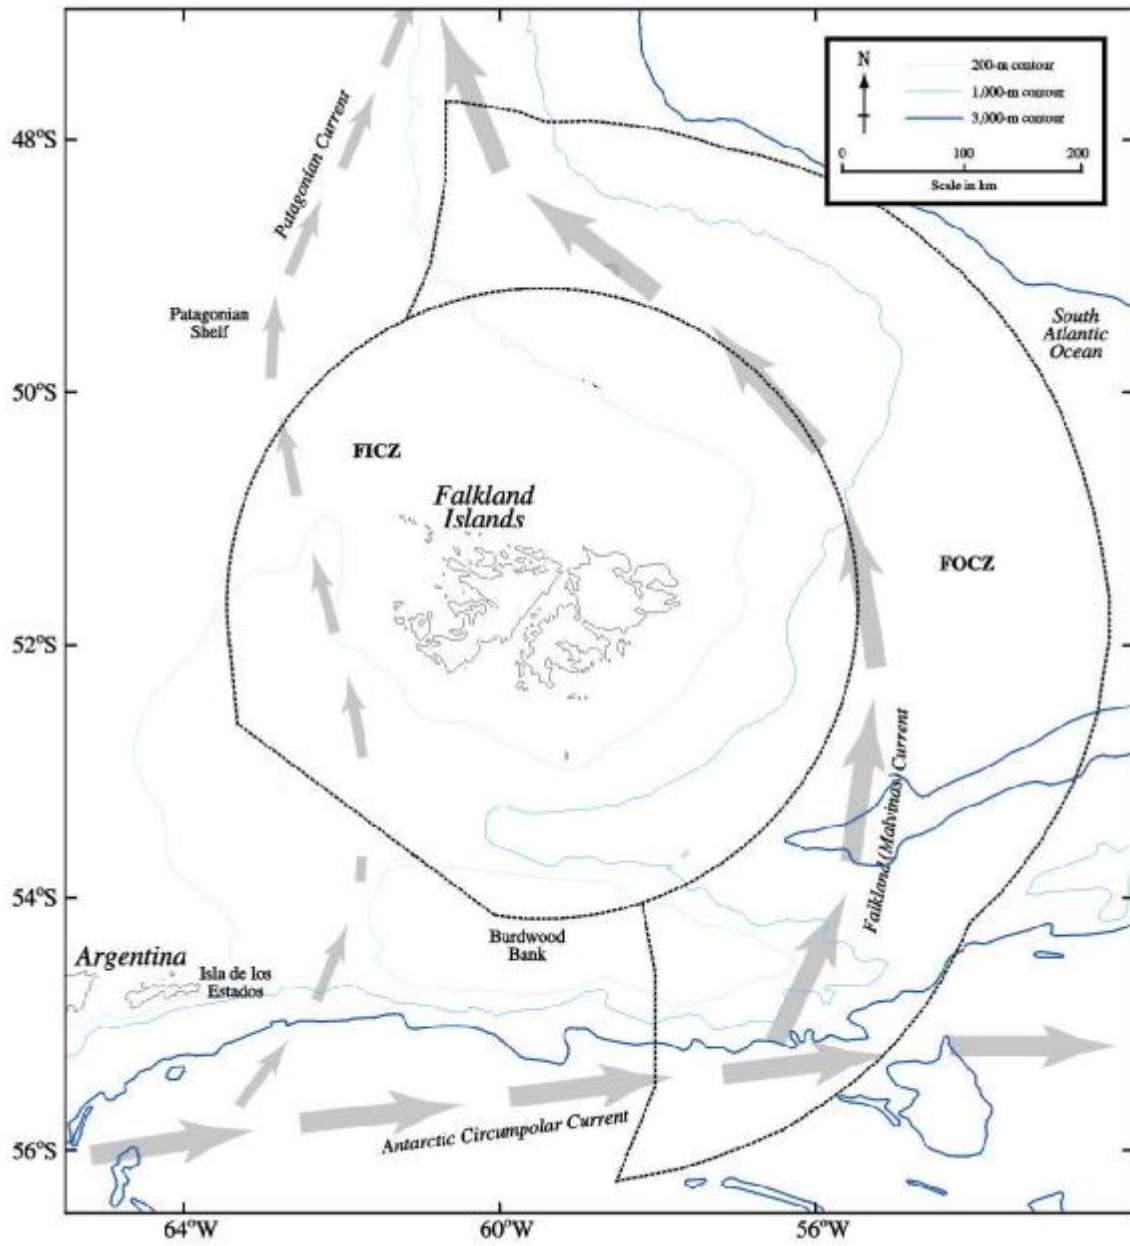 N
200-m contour
1,000-m contour
3,000-m contour
0 100 200
Scale in km
48°S
50°S
52°S
54°S
56°S
64°W
60°W
56°W
Patagonian Current
Patagonian
Shelf
South
Atlantic
Ocean
FICZ
Falkland
Islands
FOCZ
Falkland (Malvinas) Current
Burdwood
Bank
Argentina
Isla de los
Estados
Antarctic Circumpolar Current